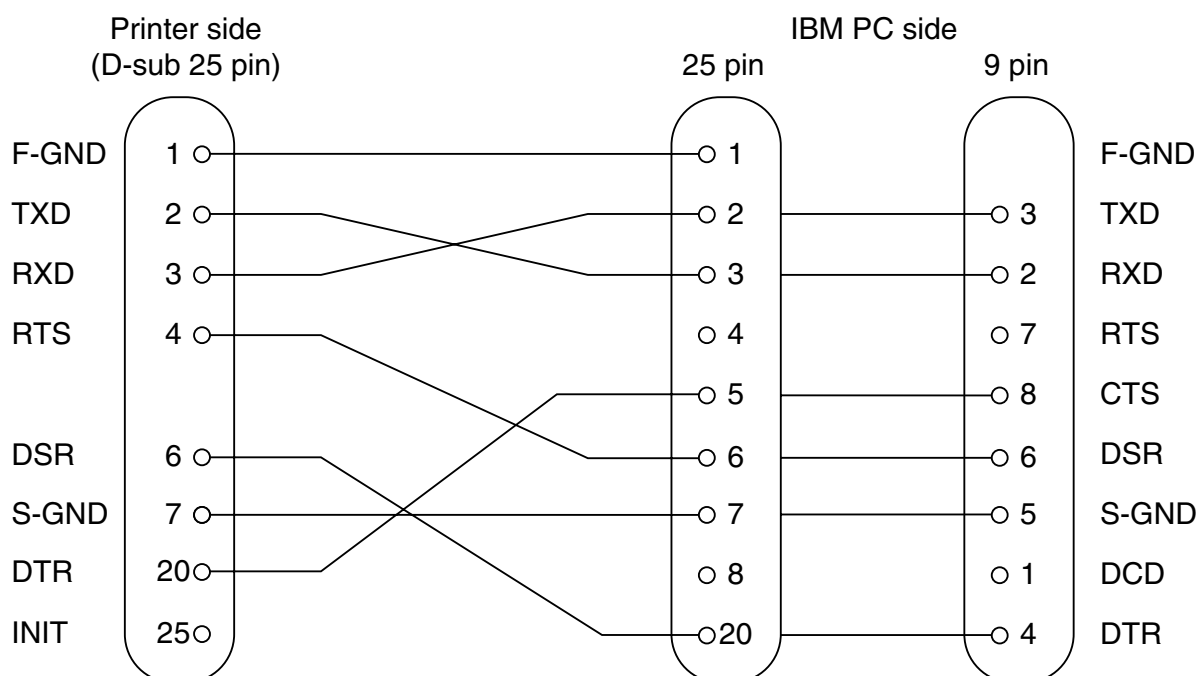 Printer side IBM PC side
(D-sub 25 pin) 25 pin 9 pin
F-GND 1 1 F-GND
TXD 2 2 3 TXD
RXD 3 3 2 RXD
RTS 4 4 7 RTS
5 8 CTS
DSR 6 6 6 DSR
S-GND 7 7 5 S-GND
DTR 20 8 1 DCD
INIT 25 20 4 DTR